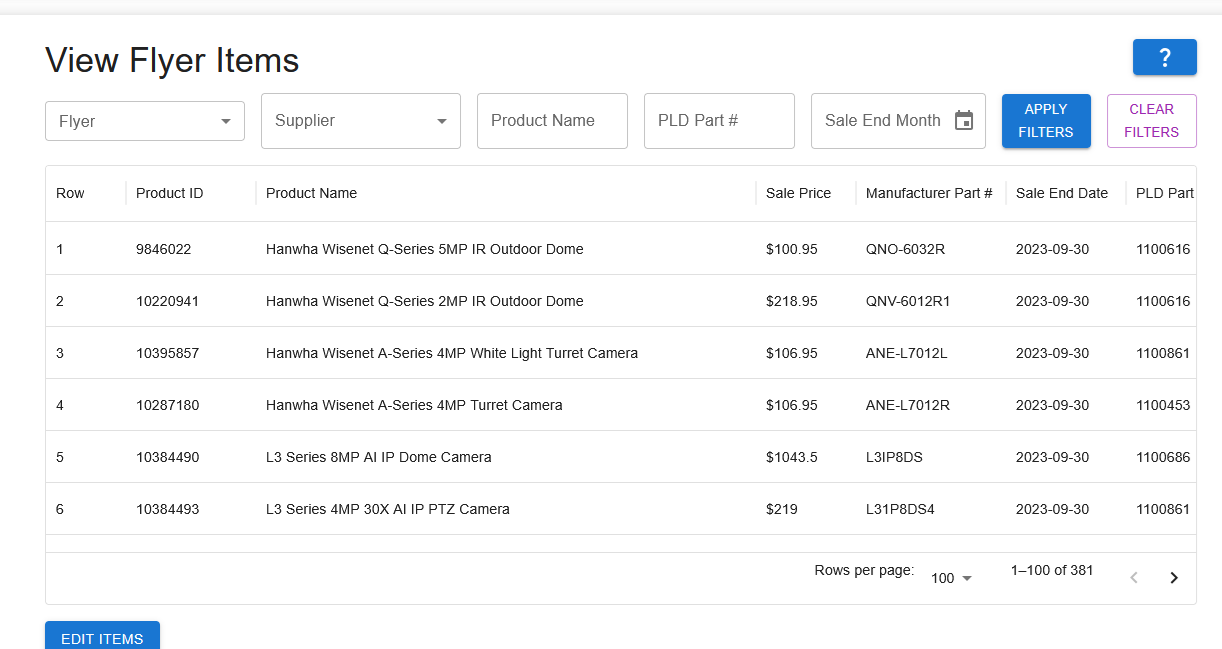 View Flyer Items
?
Flyer
Supplier
Product Name
PLD Part #
Sale End Month
APPLY
FILTERS
CLEAR
FILTERS
Row Product ID Product Name Sale Price Manufacturer Part # Sale End Date PLD Part
1 9846022 Hanwha Wisenet Q-Series 5MP IR Outdoor Dome $100.95 QNO-6032R 2023-09-30 1100616
2 10220941 Hanwha Wisenet Q-Series 2MP IR Outdoor Dome $218.95 QNV-6012R1 2023-09-30 1100616
3 10395857 Hanwha Wisenet A-Series 4MP White Light Turret Camera $106.95 ANE-L7012L 2023-09-30 1100861
4 10287180 Hanwha Wisenet A-Series 4MP Turret Camera $106.95 ANE-L7012R 2023-09-30 1100453
5 10384490 L3 Series 8MP AI IP Dome Camera $1043.5 L3IP8DS 2023-09-30 1100686
6 10384493 L3 Series 4MP 30X AI IP PTZ Camera $219 L31P8DS4 2023-09-30 1100861
Rows per page: 100 1–100 of 381
EDIT ITEMS